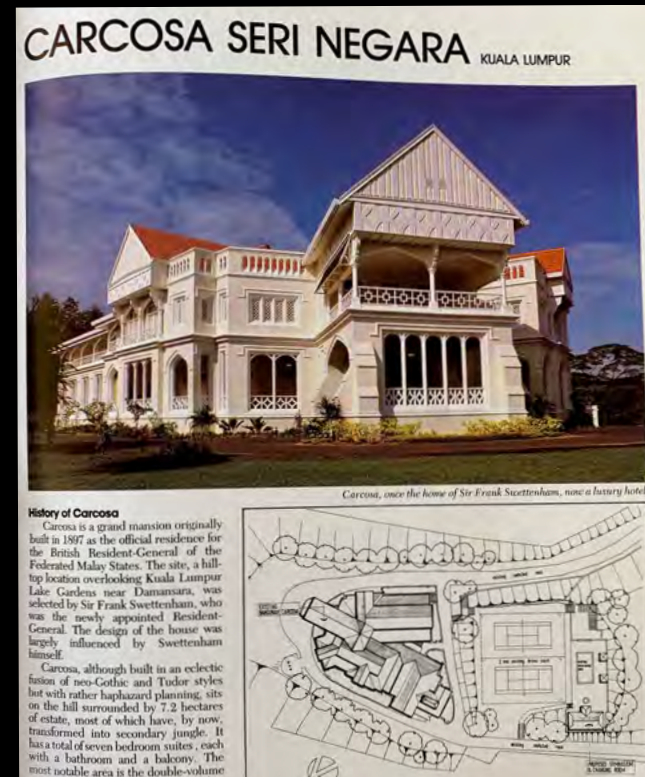 CARCOSA SERI NEGARA KUALA LUMPUR
Carcosa, once the home of Sir Frank Swettenham, now a luxury hotel
History of Carcosa
Carcosa is a grand mansion originally
built in 1897 as the official residence for
the British Resident-General of the
Federated Malay States. The site, a hill-
top location overlooking Kuala Lumpur
Lake Gardens near Damansara, was
selected by Sir Frank Swettenham, who
was the newly appointed Resident-
General. The design of the house was
largely influenced by Swettenham
himself.
Carcosa, although built in an eclectic
fusion of neo-Gothic and Tudor styles
but with rather haphazard planning, sits
on the hill surrounded by 7.2 hectares
of estate, most of which have, by now,
transformed into secondary jungle. It
has a total of seven bedroom suites, each
with a bathroom and a balcony. The
most notable area is the double-volume